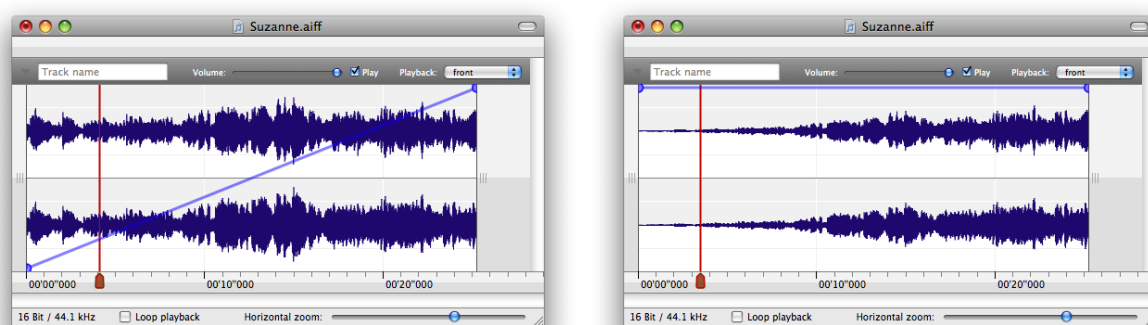 Suzanne.aiff
Track name Volume: Play Playback: front
00'00"000 00'10"000 00'20"000
16 Bit / 44.1 kHz Loop playback Horizontal zoom:
Suzanne.aiff
Track name Volume: Play Playback: front
00'00"000 00'10"000 00'20"000
16 Bit / 44.1 kHz Loop playback Horizontal zoom: